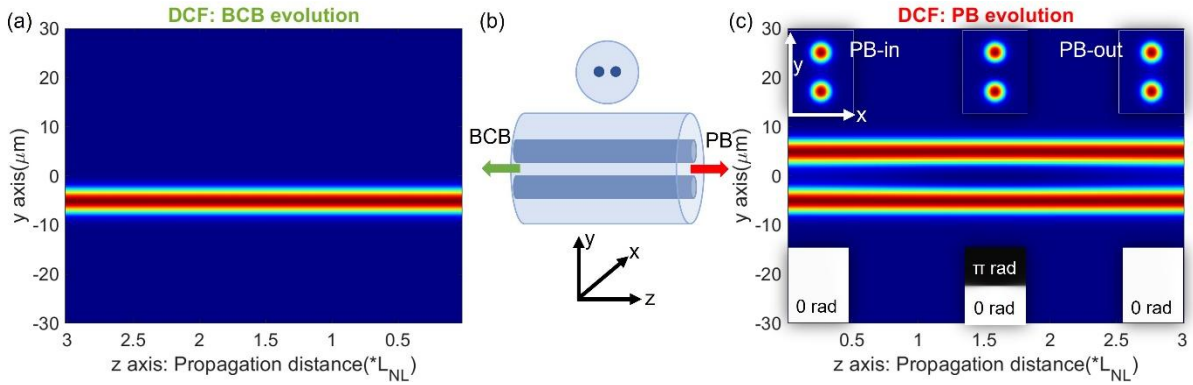 (a)
DCF: BCB evolution
30
20
10
0
-10
-20
-30
y axis(μm)
3
2.5
2
1.5
1
0.5
z axis: Propagation distance(*L_NL)
(b)
BCB
PB
y
x
z
(c)
DCF: PB evolution
30
20
10
0
-10
-20
-30
y axis(μm)
y
x
PB-in
PB-out
0 rad
π rad
0 rad
0 rad
0.5
1
1.5
2
2.5
3
z axis: Propagation distance(*L_NL)